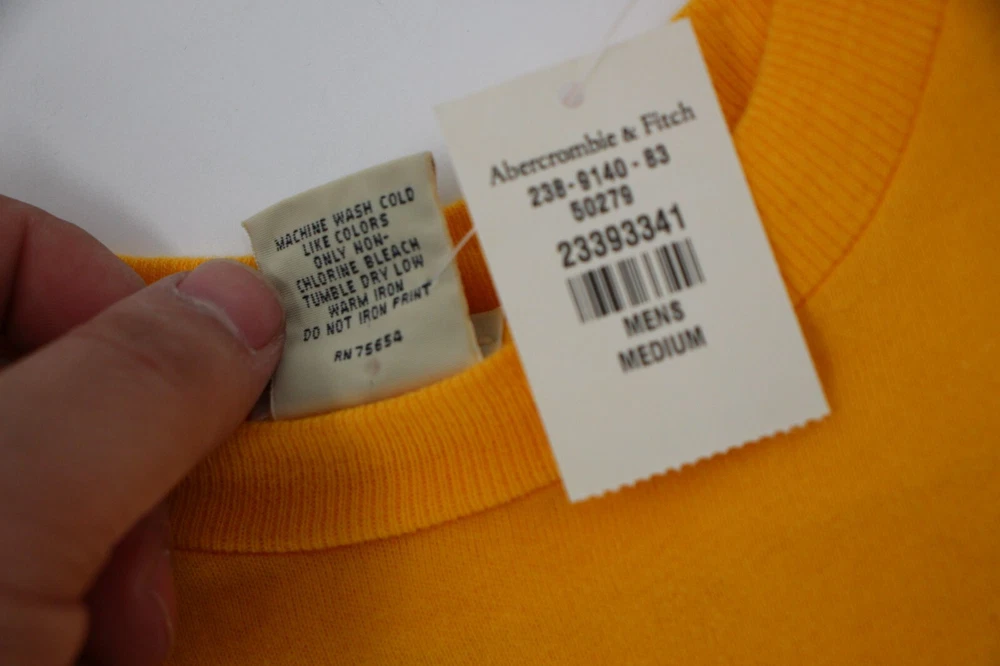 MACHINE WASH COLD
LIKE COLORS
ONLY NON-
CHLORINE BLEACH
TUMBLE DRY LOW
WARM IRON
DO NOT IRON PRINT
RN75654
Abercrombie & Fitch
238-9140-83
50279
23393341
MENS
MEDIUM